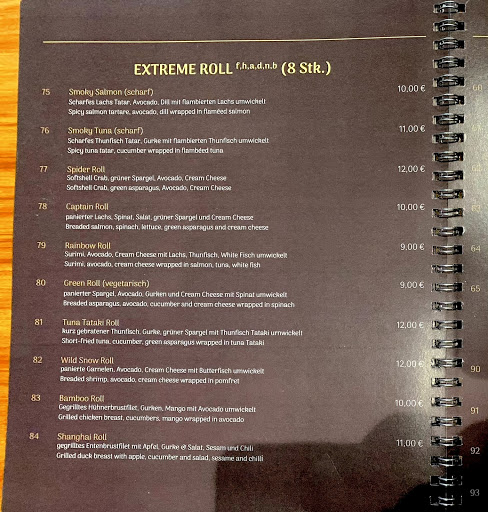 EXTREME ROLL f,h,a,d,n,b (8 Stk.)
75 Smoky Salmon (scharf) 10,00 €
Scharfes Lachs Tatar, Avocado, Dill mit flambierten Lachs umwickelt
Spicy salmon tartare, avocado, dill wrapped in flaméed salmon
76 Smoky Tuna (scharf) 11,00 €
Scharfes Thunfisch Tatar, Gurke mit flambierten Thunfisch umwickelt
Spicy tuna tatar, cucumber wrapped in flambéed tuna
77 Spider Roll 12,00 €
Softshell Crab, grüner Spargel, Avocado, Cream Cheese
Softshell Crab, green asparagus, Avocado, Cream Cheese
78 Captain Roll 10,00 €
panierter Lachs, Spinat, Salat, grüner Spargel und Cream Cheese
Breaded salmon, spinach, lettuce, green asparagus and cream cheese
79 Rainbow Roll 9,00 €
Surimi, Avocado, Cream Cheese mit Lachs, Thunfisch, White Fisch umwickelt
Surimi, avocado, cream cheese wrapped in salmon, tuna, white fish
80 Green Roll (vegetarisch) 9,00 €
panierter Spargel, Avocado, Gurken und Cream Cheese mit Spinat umwickelt
Breaded asparagus, avocado, cucumber and cream cheese wrapped in spinach
81 Tuna Tataki Roll 12,00 €
kurz gebratener Thunfisch, Gurke, grüner Spargel mit Thunfisch Tataki umwickelt
Short-fried tuna, cucumber, green asparagus wrapped in tuna Tataki
82 Wild Snow Roll 12,00 €
panierte Garnelen, Avocado, Cream Cheese mit Butterfisch umwickelt
Breaded shrimp, avocado, cream cheese wrapped in pomfret
83 Bamboo Roll 10,00 €
Gegrilltes Hühnerbrustfilet, Gurken, Mango mit Avocado umwickelt
Grilled chicken breast, cucumbers, mango wrapped in avocado
84 Shanghai Roll 11,00 €
gegrilltes Entenbrustfilet mit Apfel, Gurke & Salat, Sesam und Chili
Grilled duck breast with apple, cucumber and salad, sesame and chilli
64
65
90
91
92
93